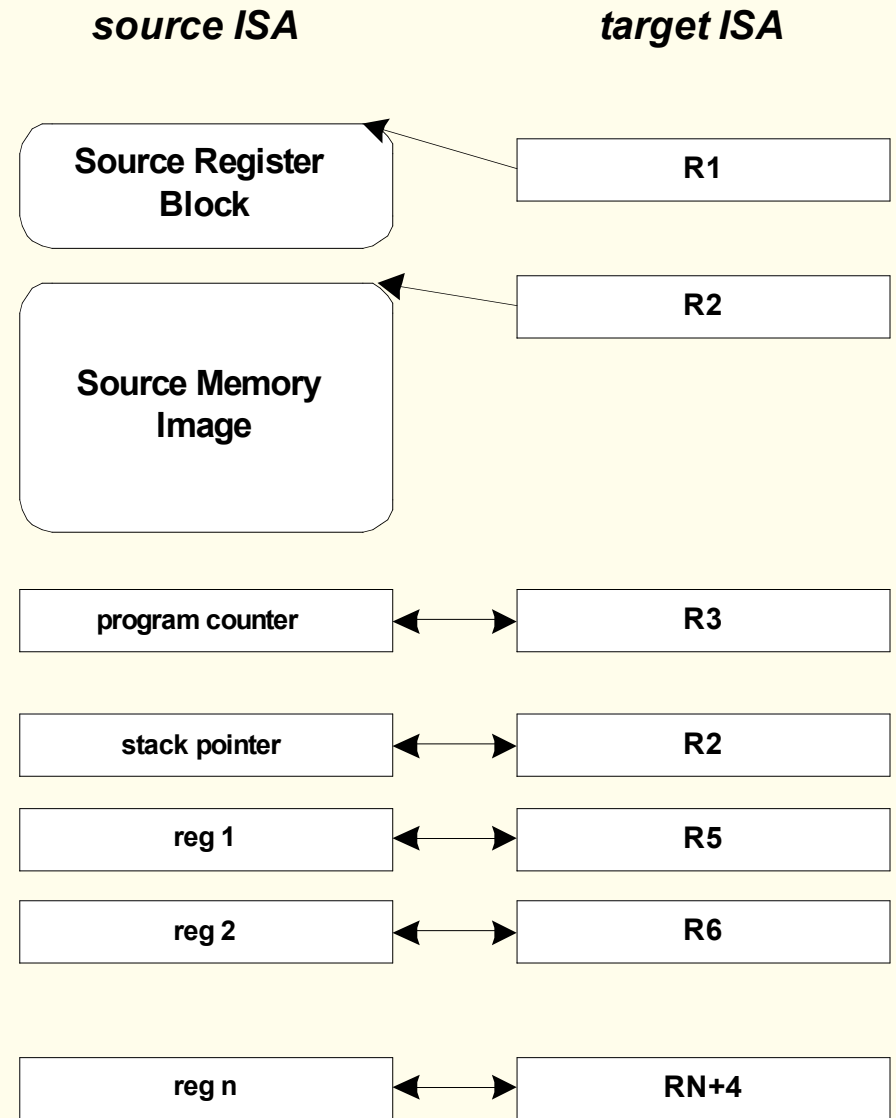 source ISA
target ISA
Source Register
Block
R1
R2
Source Memory
Image
program counter
R3
stack pointer
R2
reg 1
R5
reg 2
R6
reg n
RN+4